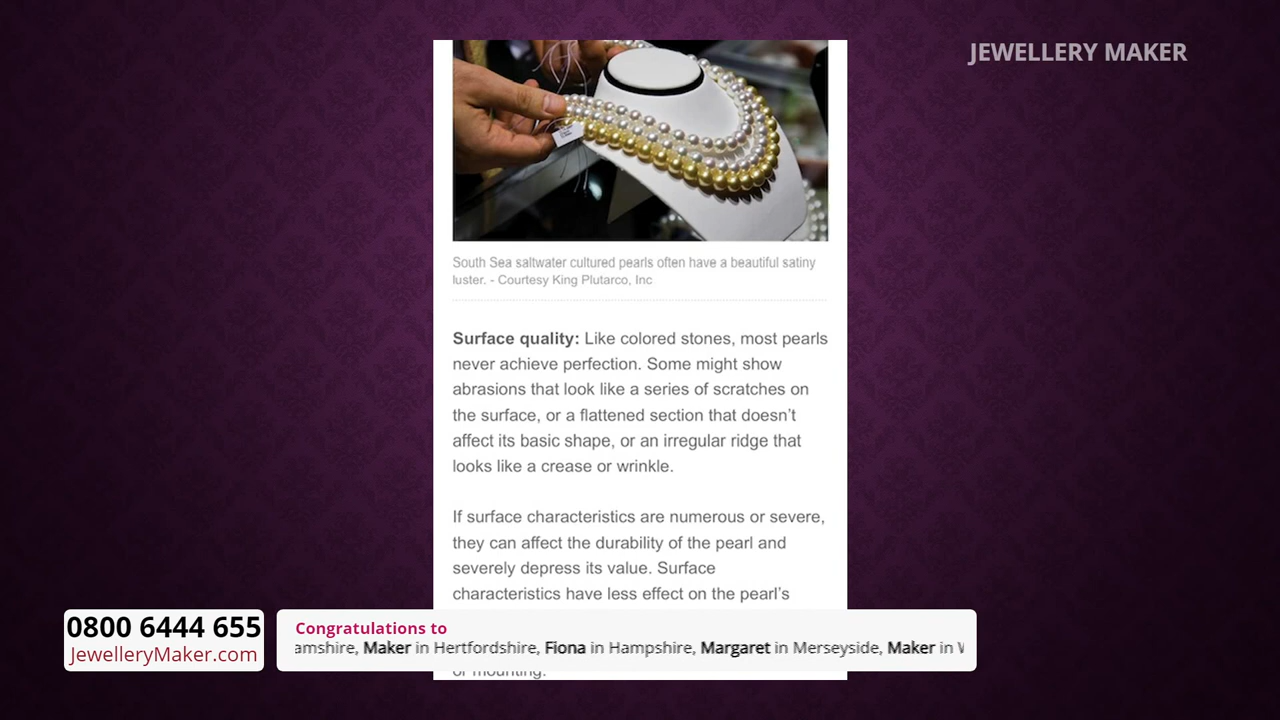 JEWELLERY MAKER
South Sea saltwater cultured pearls often have a beautiful satiny
luster. - Courtesy King Plutarco, Inc
Surface quality: Like colored stones, most pearls
never achieve perfection. Some might show
abrasions that look like a series of scratches on
the surface, or a flattened section that doesn't
affect its basic shape, or an irregular ridge that
looks like a crease or wrinkle.
If surface characteristics are numerous or severe,
they can affect the durability of the pearl and
severely depress its value. Surface
characteristics have less effect on the pearl's
or mounting.
0800 6444 655
JewelleryMaker.com
Congratulations to
amshire, Maker in Hertfordshire, Fiona in Hampshire, Margaret in Merseyside, Maker in